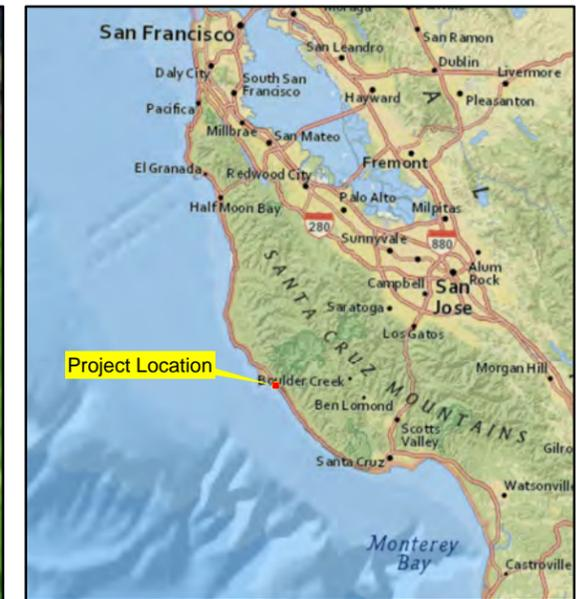 Moraga
San Francisco
San Ramon
San Leandro
Dublin
Daly City
South San
Francisco
Livermore
Hayward
Pleasanton
Pacifica
Millbrae
San Mateo
Fremont
El Granada
Redwood City
Palo Alto
Milpitas
Half Moon Bay
280
Sunnyvale
880
Alum
Rock
Campbell
San
Jose
Saratoga
Los Gatos
SANTA CRUZ MOUNTAINS
Project Location
Boulder Creek
Morgan Hill
Ben Lomond
Scotts
Valley
Gilro
Santa Cruz
Watsonville
Monterey
Bay
Castroville
A
L